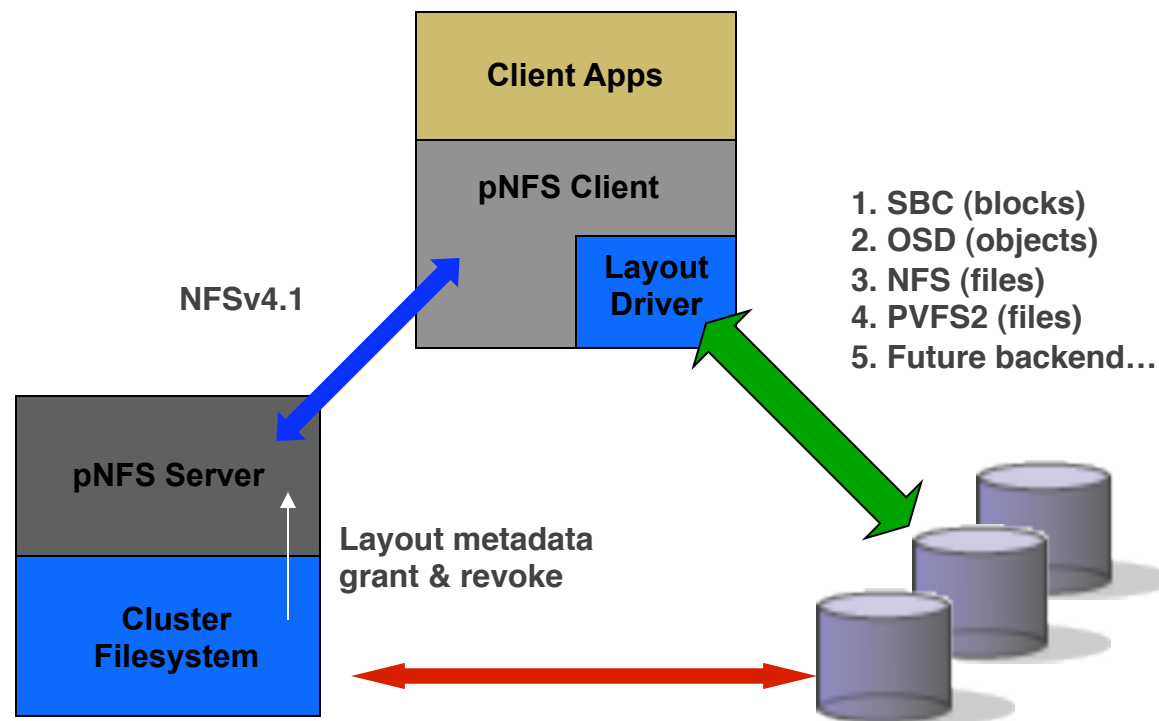 Client Apps
pNFS Client
Layout
Driver
1. SBC (blocks)
2. OSD (objects)
3. NFS (files)
4. PVFS2 (files)
5. Future backend…
NFSv4.1
pNFS Server
Layout metadata
grant & revoke
Cluster
Filesystem